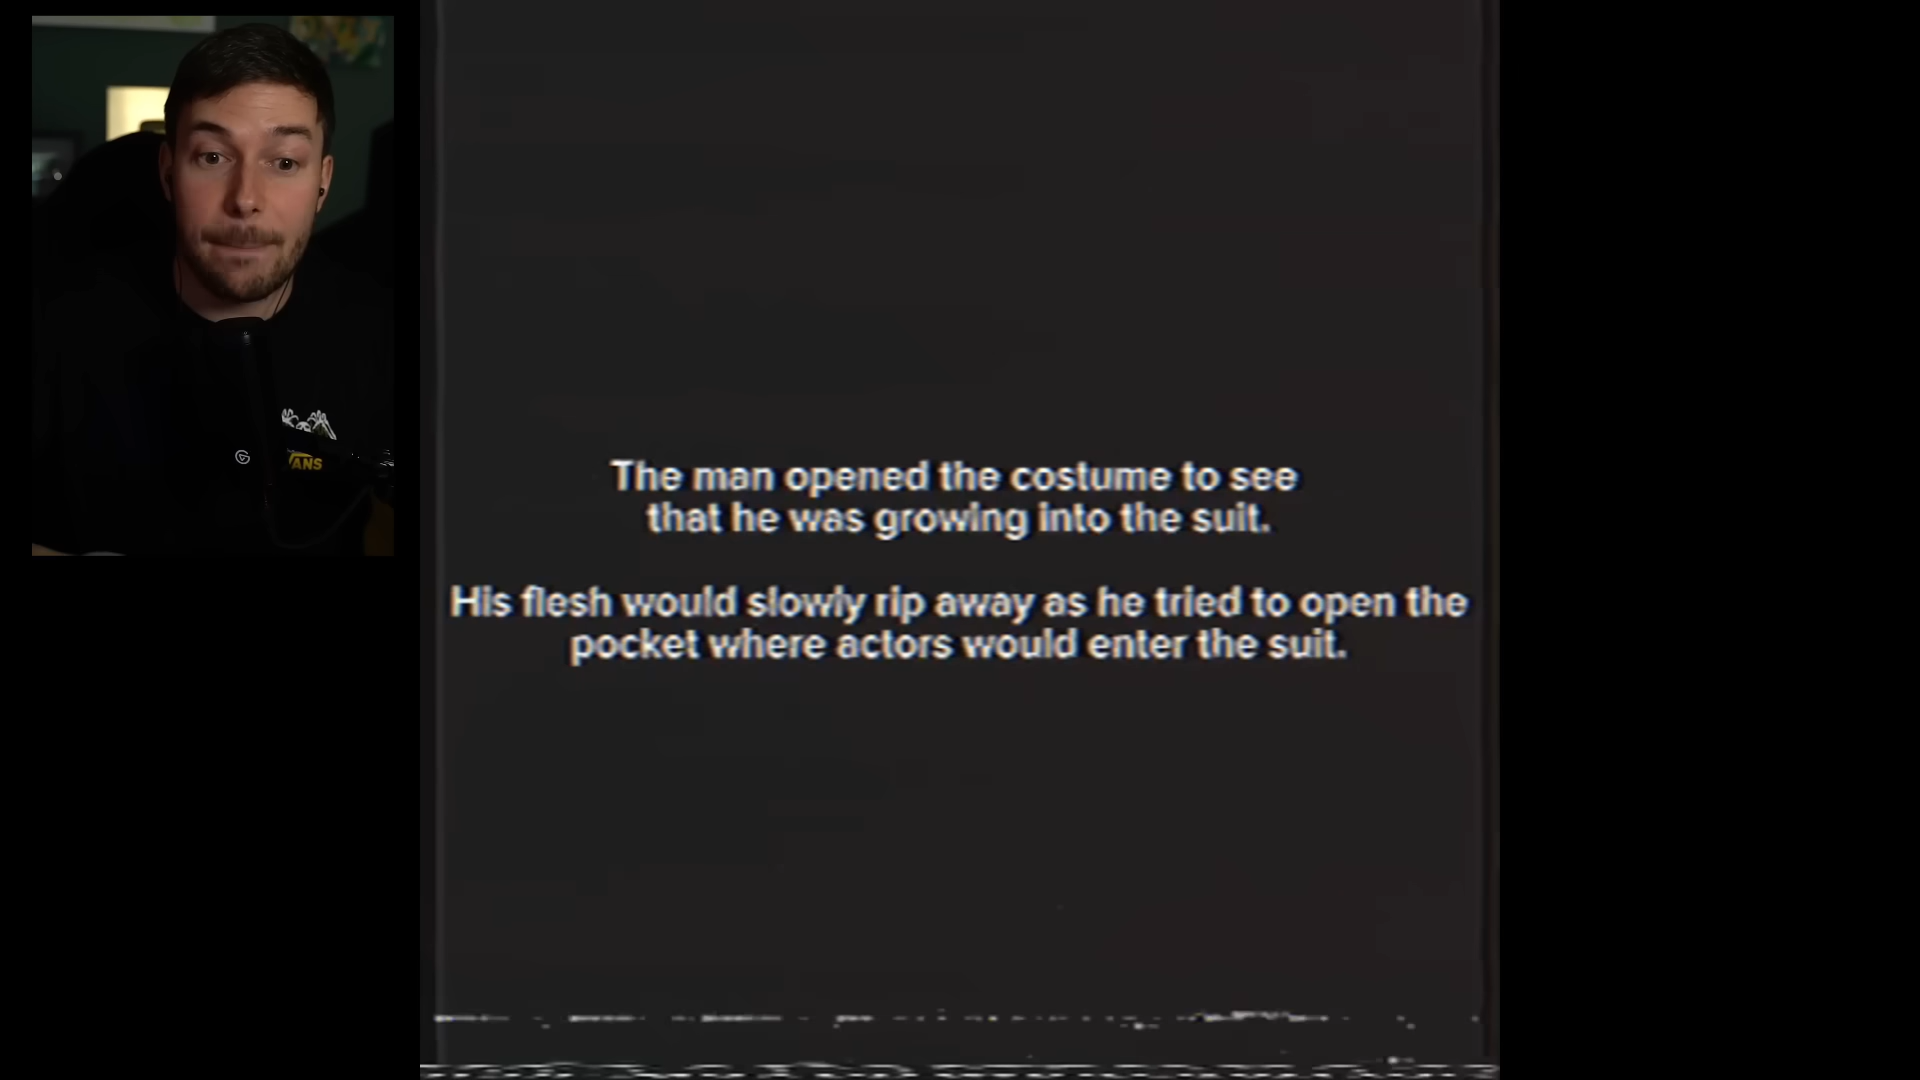 The man opened the costume to see
that he was growing into the suit.
His flesh would slowly rip away as he tried to open the
pocket where actors would enter the suit.
VANS